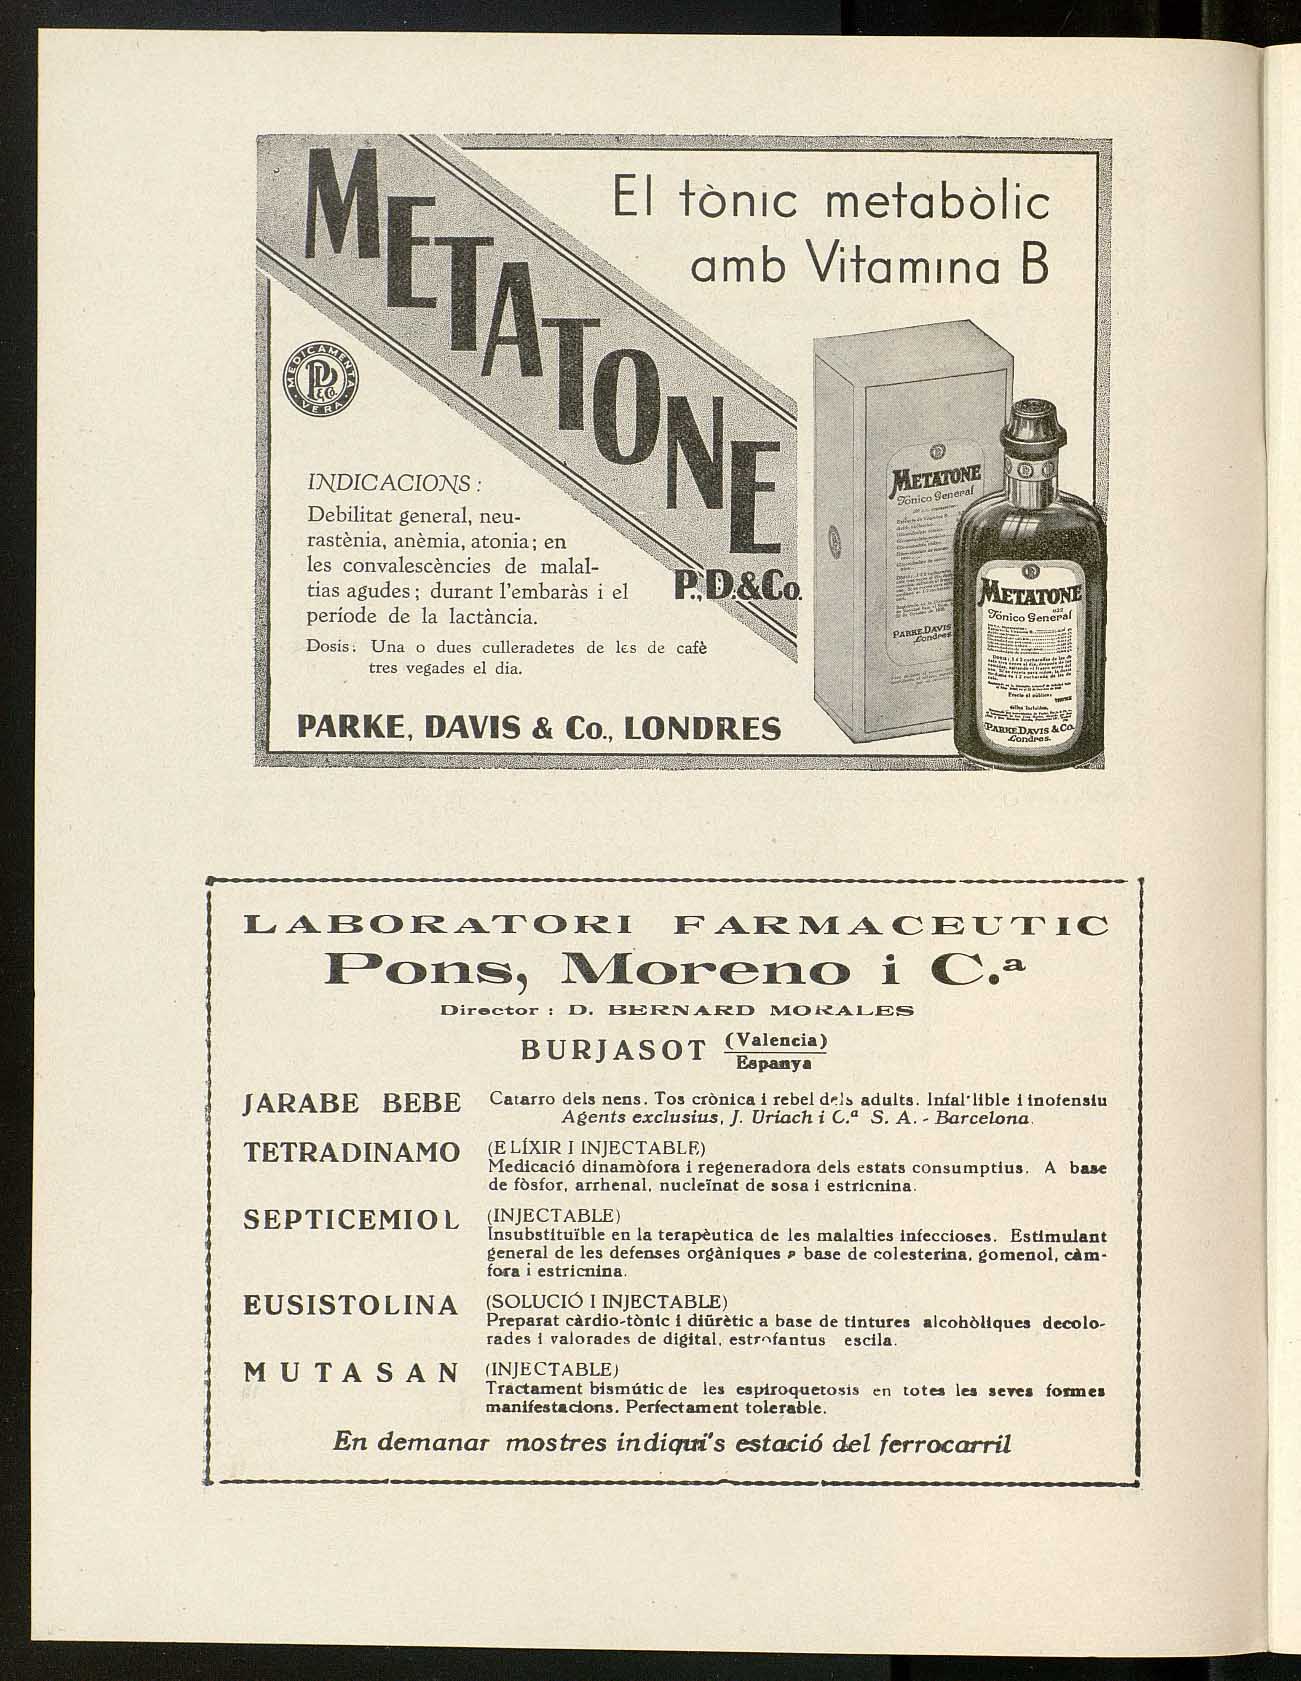 METATONE
P., D. & Co.
El tònic metabòlic
amb Vitamina B
MEDICAMENTA VERA
P D & Co.
INDICACIONS :
Debilitat general, neu-
rastènia, anèmia, atonia; en
les convalescències de malal-
tias agudes; durant l'embaràs i el
període de la lactància.
Dosis: Una o dues culleradetes de les de cafè
tres vegades el dia.
PARKE, DAVIS & Co., LONDRES
METATONE
Tónico General
PARKE, DAVIS
Londres
METATONE
Tónico General
PARKE, DAVIS & Co.
Londres.
LABORATORI FARMACEUTIC
Pons, Moreno i C.ª
Director : D. BERNARD MORALES
BURJASOT (Valencia)
Espanya
JARABE BEBE Catarro dels nens. Tos crònica i rebel dels adults. Infal·lible i inofensiu
Agents exclusius, J. Uriach i C.ª S. A. - Barcelona.
TETRADINAMO (ELÍXIR I INJECTABLE)
Medicació dinamòfora i regeneradora dels estats consumptius. A base
de fòsfor, arrhenal, nucleïnat de sosa i estricnina.
SEPTICEMIOL (INJECTABLE)
Insubstituïble en la terapèutica de les malalties infeccioses. Estimulant
general de les defenses orgàniques a base de colesterina, gomenol, càm-
fora i estricnina.
EUSISTOLINA (SOLUCIÓ I INJECTABLE)
Preparat càrdio-tònic i diürètic a base de tintures alcohòliques decolo-
rades i valorades de digital, estrofantus escila.
MUTASAN (INJECTABLE)
Tractament bismútic de les espiroquetosis en totes les seves formes
manifestacions. Perfectament tolerable.
En demanar mostres indiqui's estació del ferrocarril